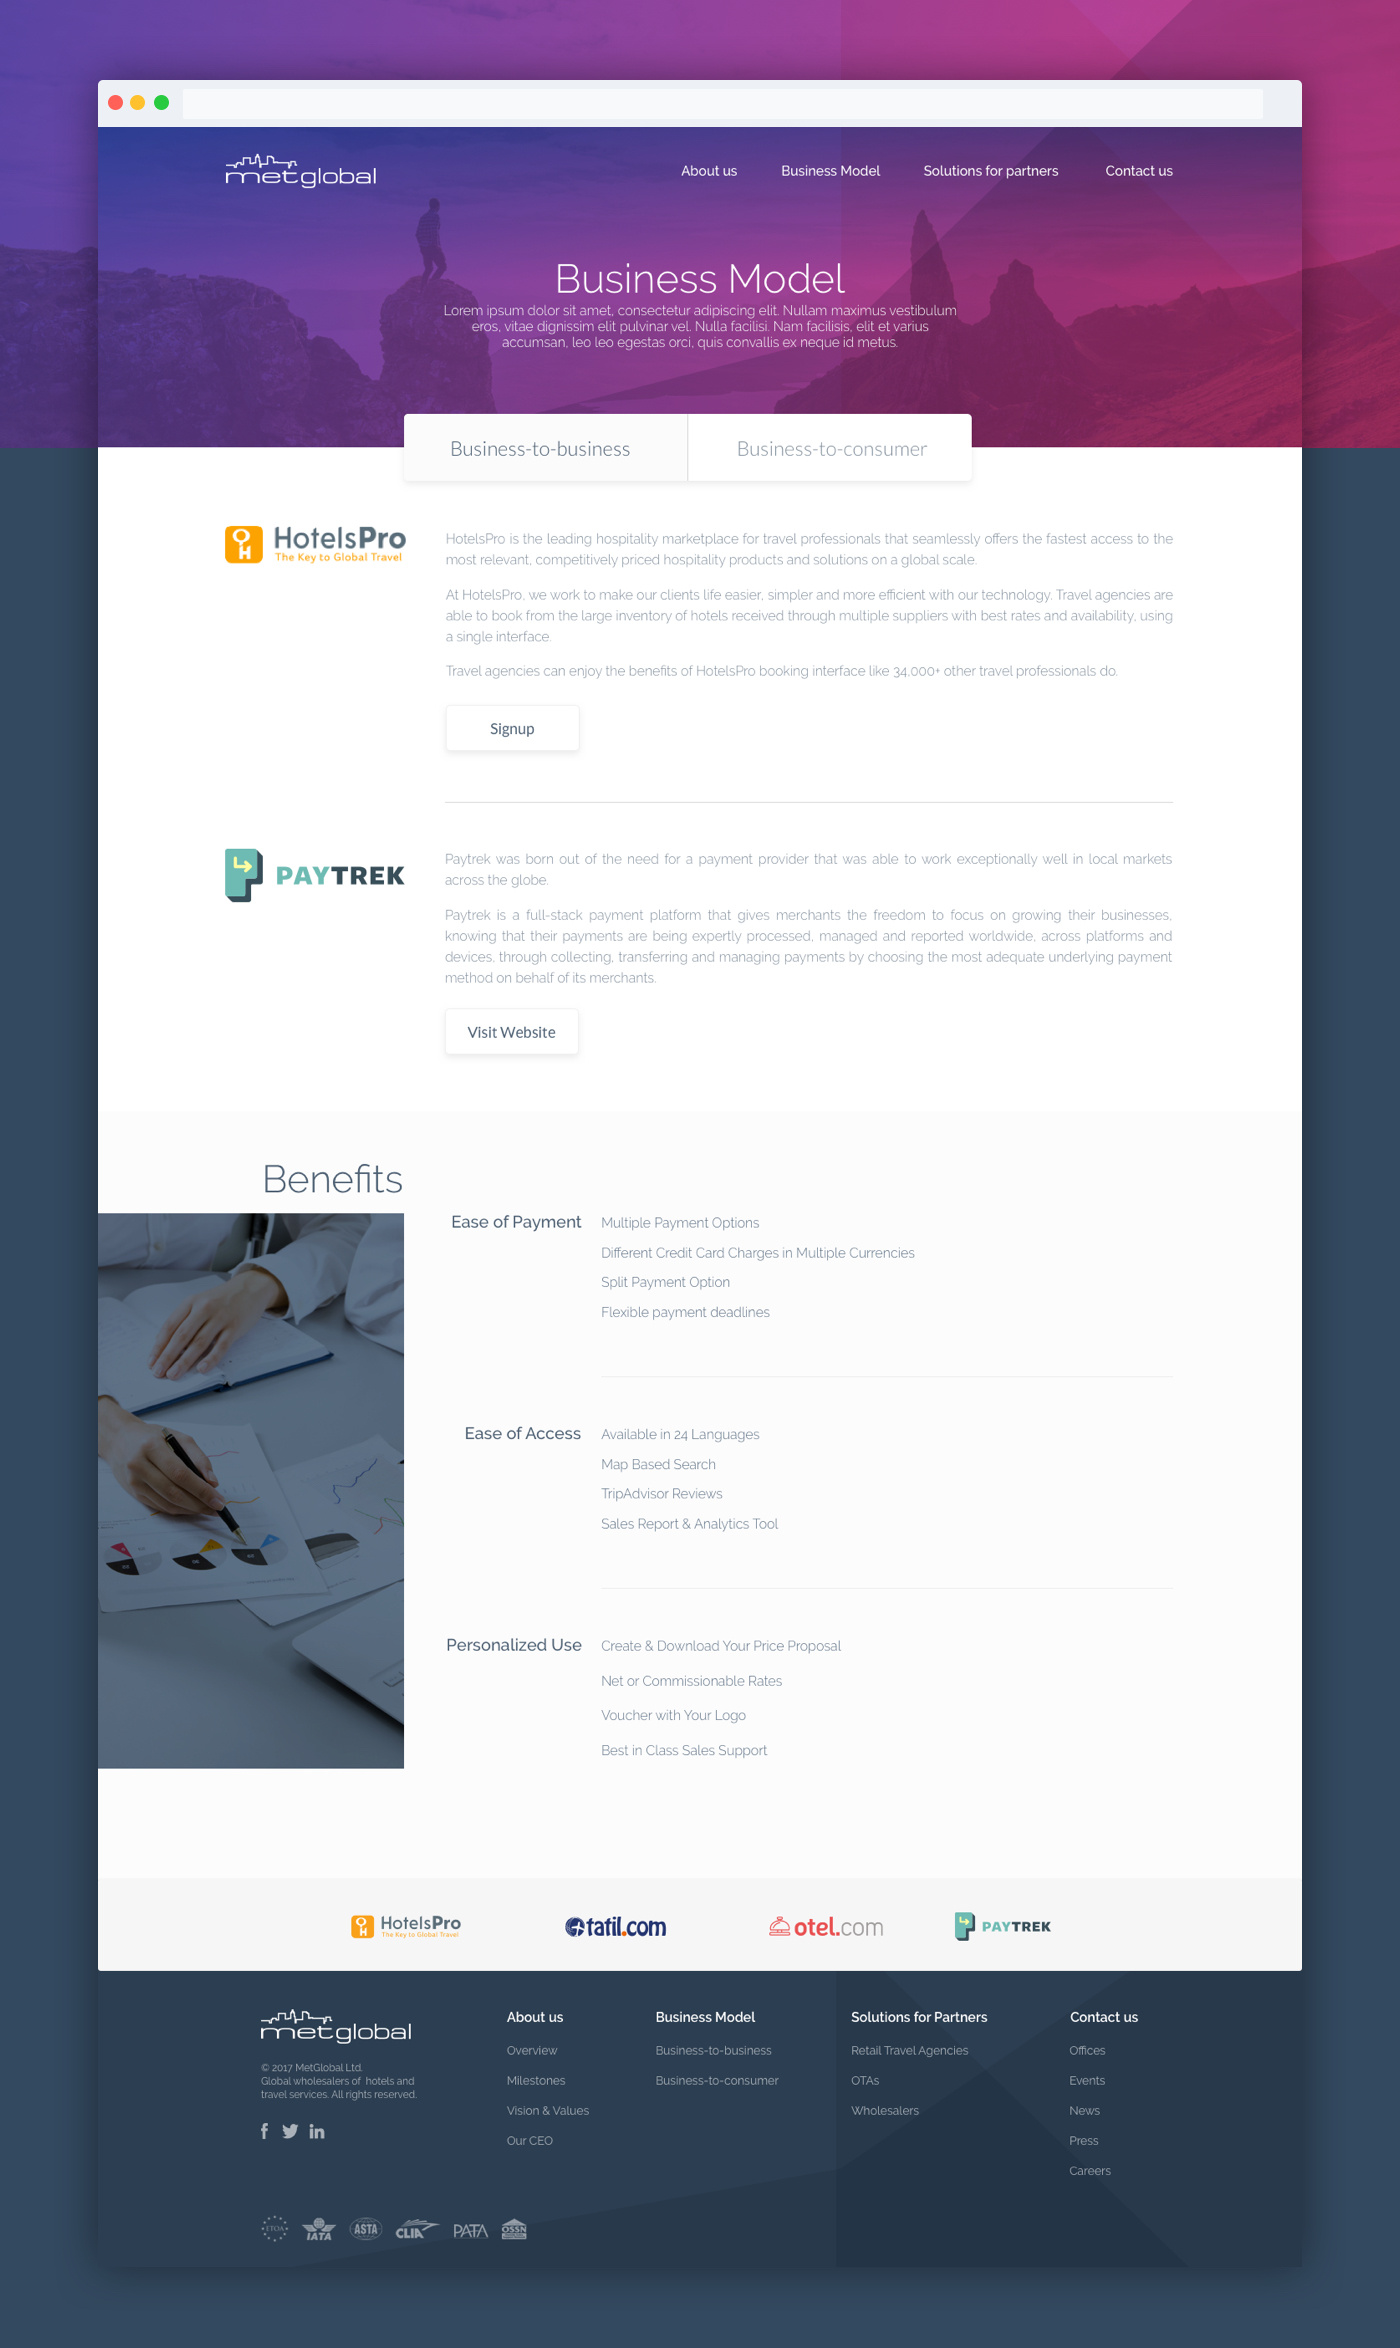 metglobal
About us Business Model Solutions for partners Contact us
Business Model
Lorem ipsum dolor sit amet, consectetur adipiscing elit. Nullam maximus vestibulum
eros, vitae dignissim elit pulvinar vel. Nulla facilisi. Nam facilisis, elit et varius
accumsan, leo leo egestas orci, quis convallis ex neque id metus.
Business-to-business Business-to-consumer
HotelsPro
The Key to Global Travel
HotelsPro is the leading hospitality marketplace for travel professionals that seamlessly offers the fastest access to the
most relevant, competitively priced hospitality products and solutions on a global scale.
At HotelsPro, we work to make our clients life easier, simpler and more efficient with our technology. Travel agencies are
able to book from the large inventory of hotels received through multiple suppliers with best rates and availability, using
a single interface.
Travel agencies can enjoy the benefits of HotelsPro booking interface like 34,000+ other travel professionals do.
Signup
PAYTREK
Paytrek was born out of the need for a payment provider that was able to work exceptionally well in local markets
across the globe.
Paytrek is a full-stack payment platform that gives merchants the freedom to focus on growing their businesses,
knowing that their payments are being expertly processed, managed and reported worldwide, across platforms and
devices, through collecting, transferring and managing payments by choosing the most adequate underlying payment
method on behalf of its merchants.
Visit Website
Benefits
Ease of Payment
Multiple Payment Options
Different Credit Card Charges in Multiple Currencies
Split Payment Option
Flexible payment deadlines
Ease of Access
Available in 24 Languages
Map Based Search
TripAdvisor Reviews
Sales Report & Analytics Tool
Personalized Use
Create & Download Your Price Proposal
Net or Commissionable Rates
Voucher with Your Logo
Best in Class Sales Support
HotelsPro
The Key to Global Travel
tatil.com
otel.com
PAYTREK
metglobal
© 2017 MetGlobal Ltd.
Global wholesalers of hotels and
travel services. All rights reserved.
About us
Overview
Milestones
Vision & Values
Our CEO
Business Model
Business-to-business
Business-to-consumer
Solutions for Partners
Retail Travel Agencies
OTAs
Wholesalers
Contact us
Offices
Events
News
Press
Careers
ETOA IATA ASTA CLIA PATA OSSN